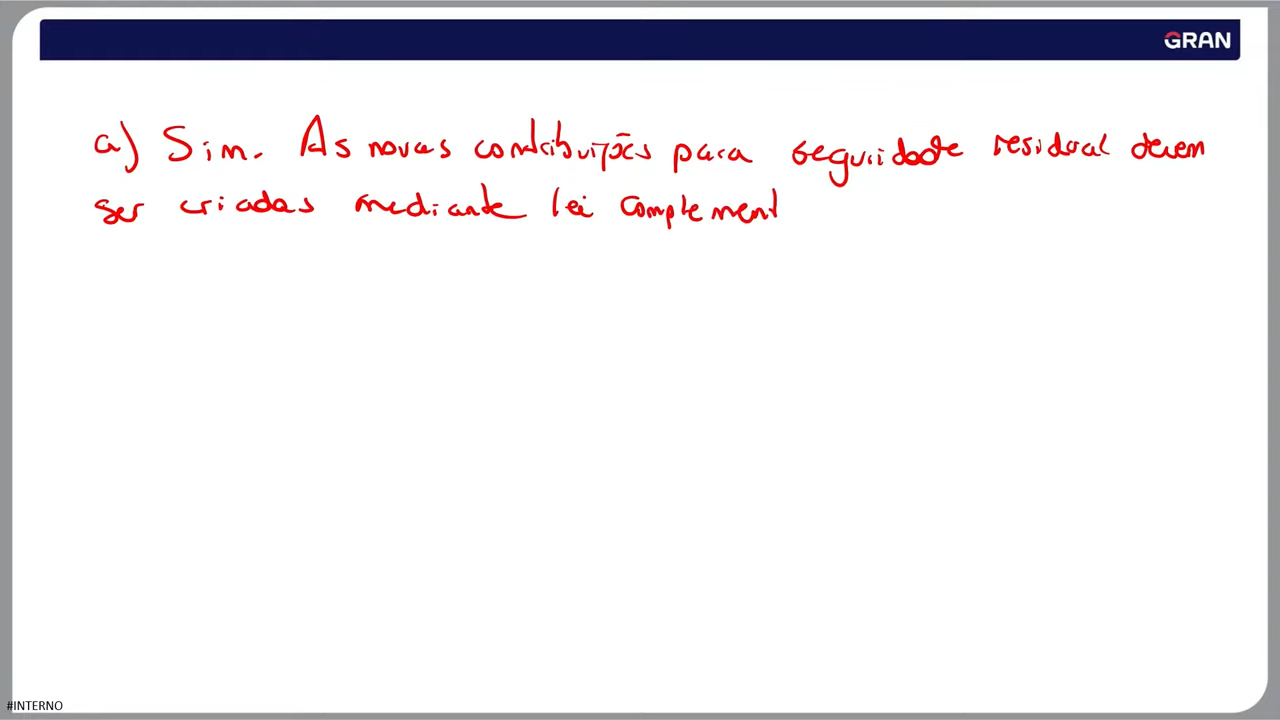 GRAN
a) Sim. As novas contribuições para seguridade residual devem
ser criadas mediante lei complement
#INTERNO